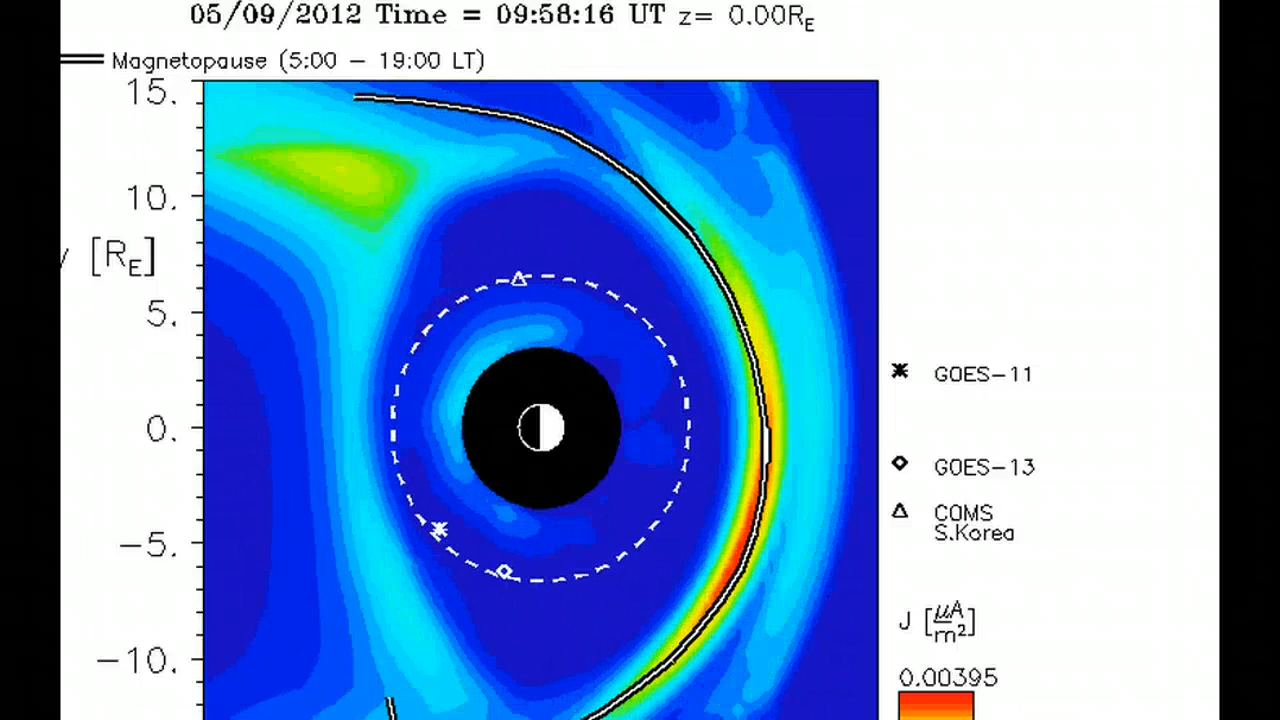 05/09/2012 Time = 09:58:16 UT z= 0.00RE
Magnetopause (5:00 – 19:00 LT)
15.
10.
[RE]
5.
0.
−5.
−10.
GOES−11
GOES−13
COMS
S.Korea
J [μA/m²]
0.00395